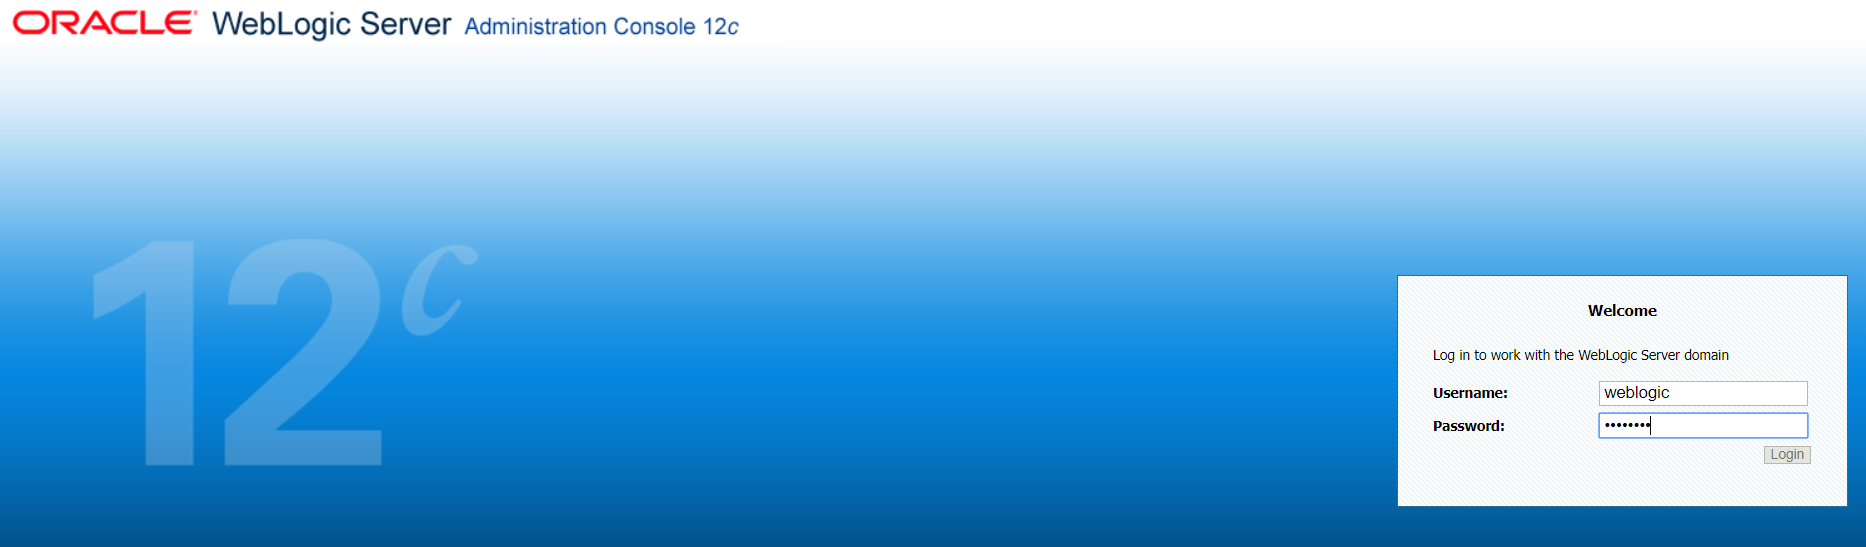 ORACLE WebLogic Server Administration Console 12c
12c
Welcome
Log in to work with the WebLogic Server domain
Username: weblogic
Password: ••••••••
Login